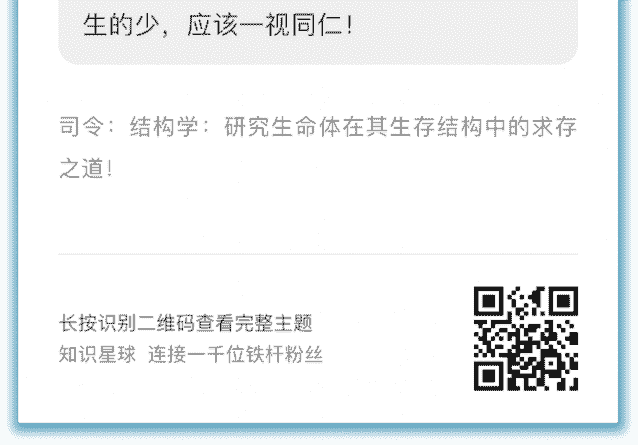 生的少，应该一视同仁！
司令：结构学：研究生命体在其生存结构中的求存
之道！
长按识别二维码查看完整主题
知识星球 连接一千位铁杆粉丝